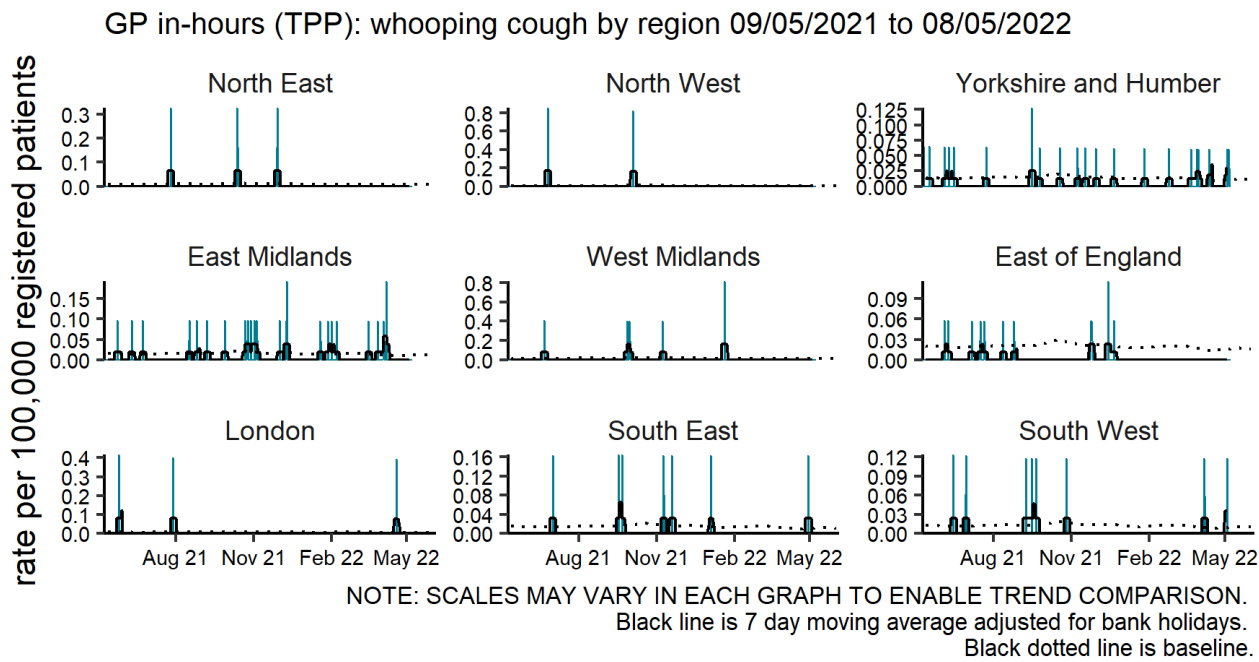 GP in-hours (TPP): whooping cough by region 09/05/2021 to 08/05/2022
rate per 100,000 registered patients
North East
0.3
0.2
0.1
0.0
North West
0.8
0.6
0.4
0.2
0.0
Yorkshire and Humber
0.125
0.100
0.075
0.050
0.025
0.000
East Midlands
0.15
0.10
0.05
0.00
West Midlands
0.8
0.6
0.4
0.2
0.0
East of England
0.09
0.06
0.03
0.00
London
0.4
0.3
0.2
0.1
0.0
South East
0.16
0.12
0.08
0.04
0.00
South West
0.12
0.09
0.06
0.03
0.00
Aug 21 Nov 21 Feb 22 May 22
Aug 21 Nov 21 Feb 22 May 22
Aug 21 Nov 21 Feb 22 May 22
NOTE: SCALES MAY VARY IN EACH GRAPH TO ENABLE TREND COMPARISON.
Black line is 7 day moving average adjusted for bank holidays.
Black dotted line is baseline.